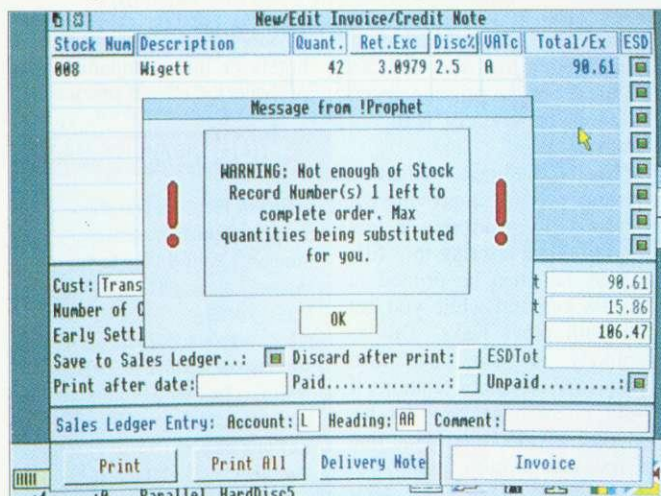 New/Edit Invoice/Credit Note
Stock Num Description Quant. Ret.Exc Disc% VATc Total/Ex ESD
008 Wigett 42 3.0979 2.5 A 90.61
Message from !Prophet
WARNING: Not enough of Stock
Record Number(s) 1 left to
complete order. Max
quantities being substituted
for you.
OK
Cust: Trans 90.61
Number of 15.86
Early Settl 106.47
Save to Sales Ledger..: Discard after print: ESDTot
Print after date: Paid..............: Unpaid.......:
Sales Ledger Entry: Account: L Heading: AA Comment:
Print Print All Delivery Note Invoice
:0 Parallel HardDisc5